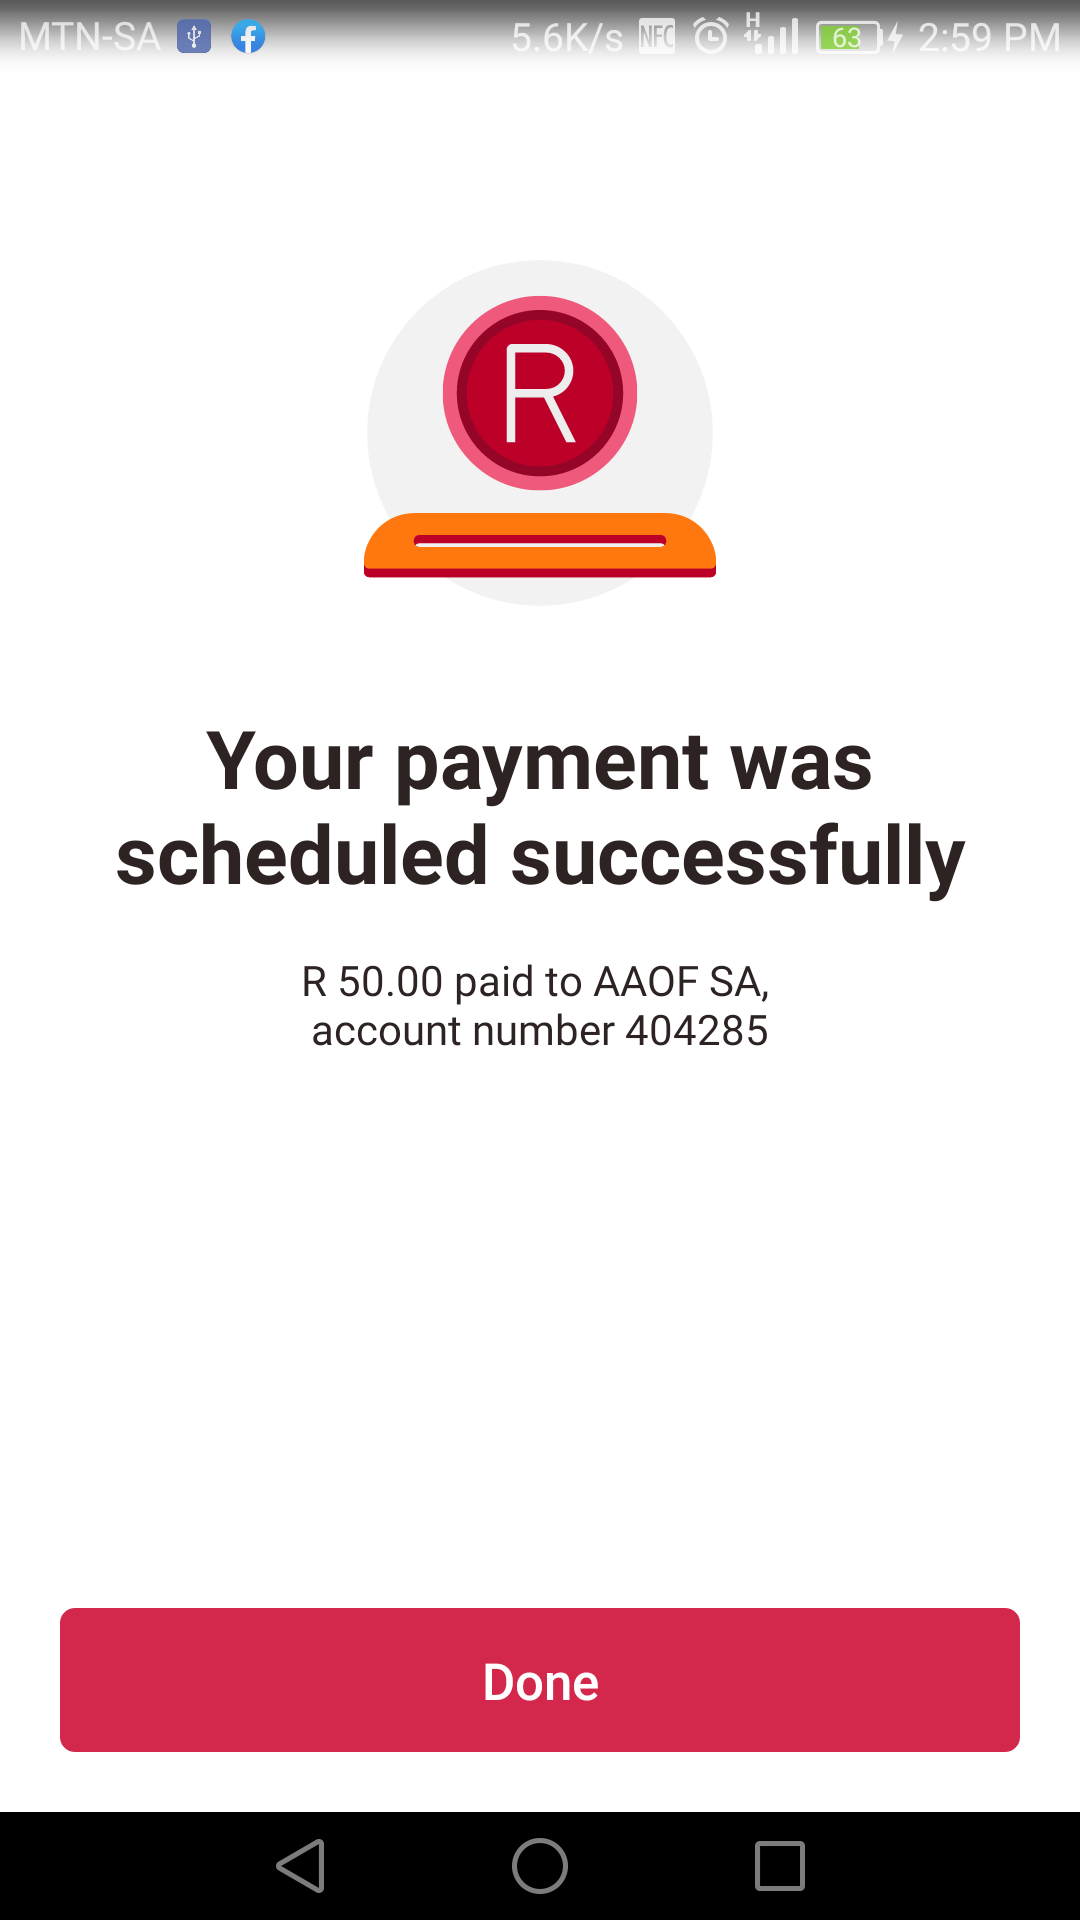 MTN-SA 5.6K/s NFC H 63 2:59 PM
R
Your payment was
scheduled successfully
R 50.00 paid to AAOF SA,
account number 404285
Done